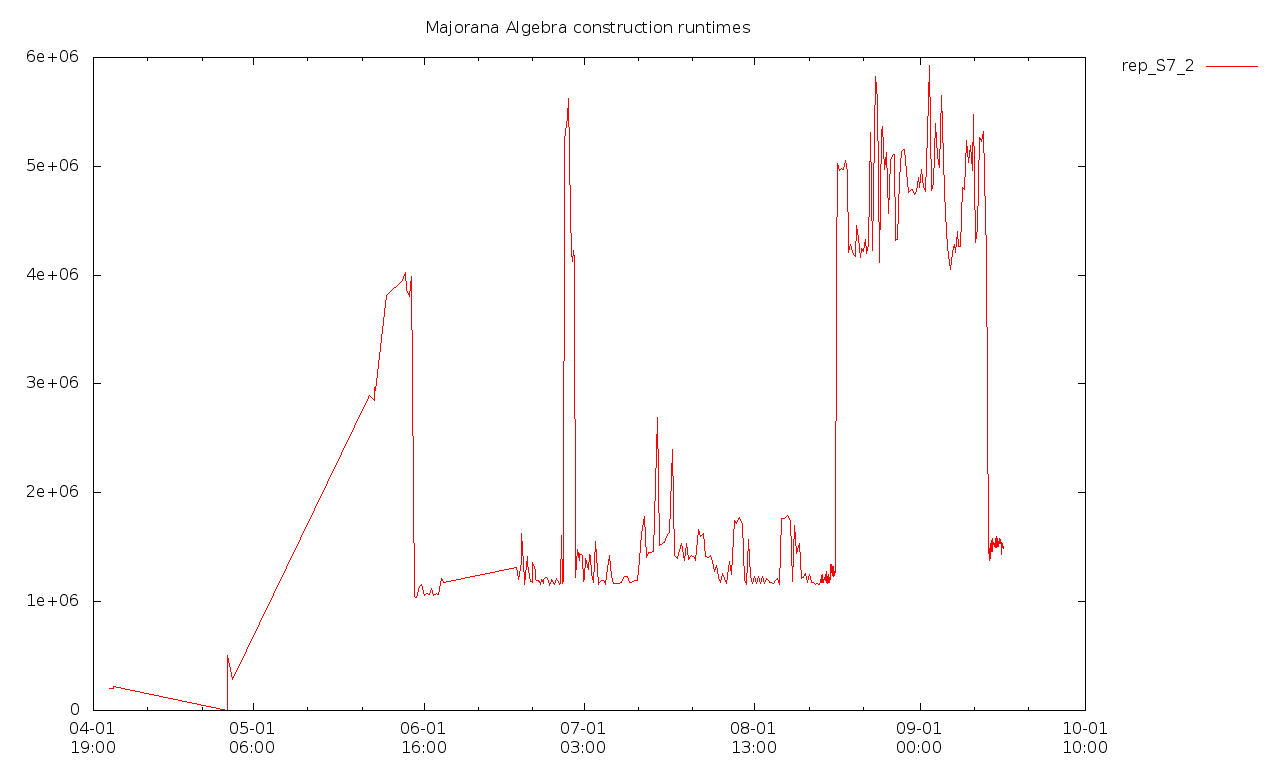 Majorana Algebra construction runtimes
rep_S7_2
6e+06
5e+06
4e+06
3e+06
2e+06
1e+06
0
04-01 05-01 06-01 07-01 08-01 09-01 10-01
19:00 06:00 16:00 03:00 13:00 00:00 10:00